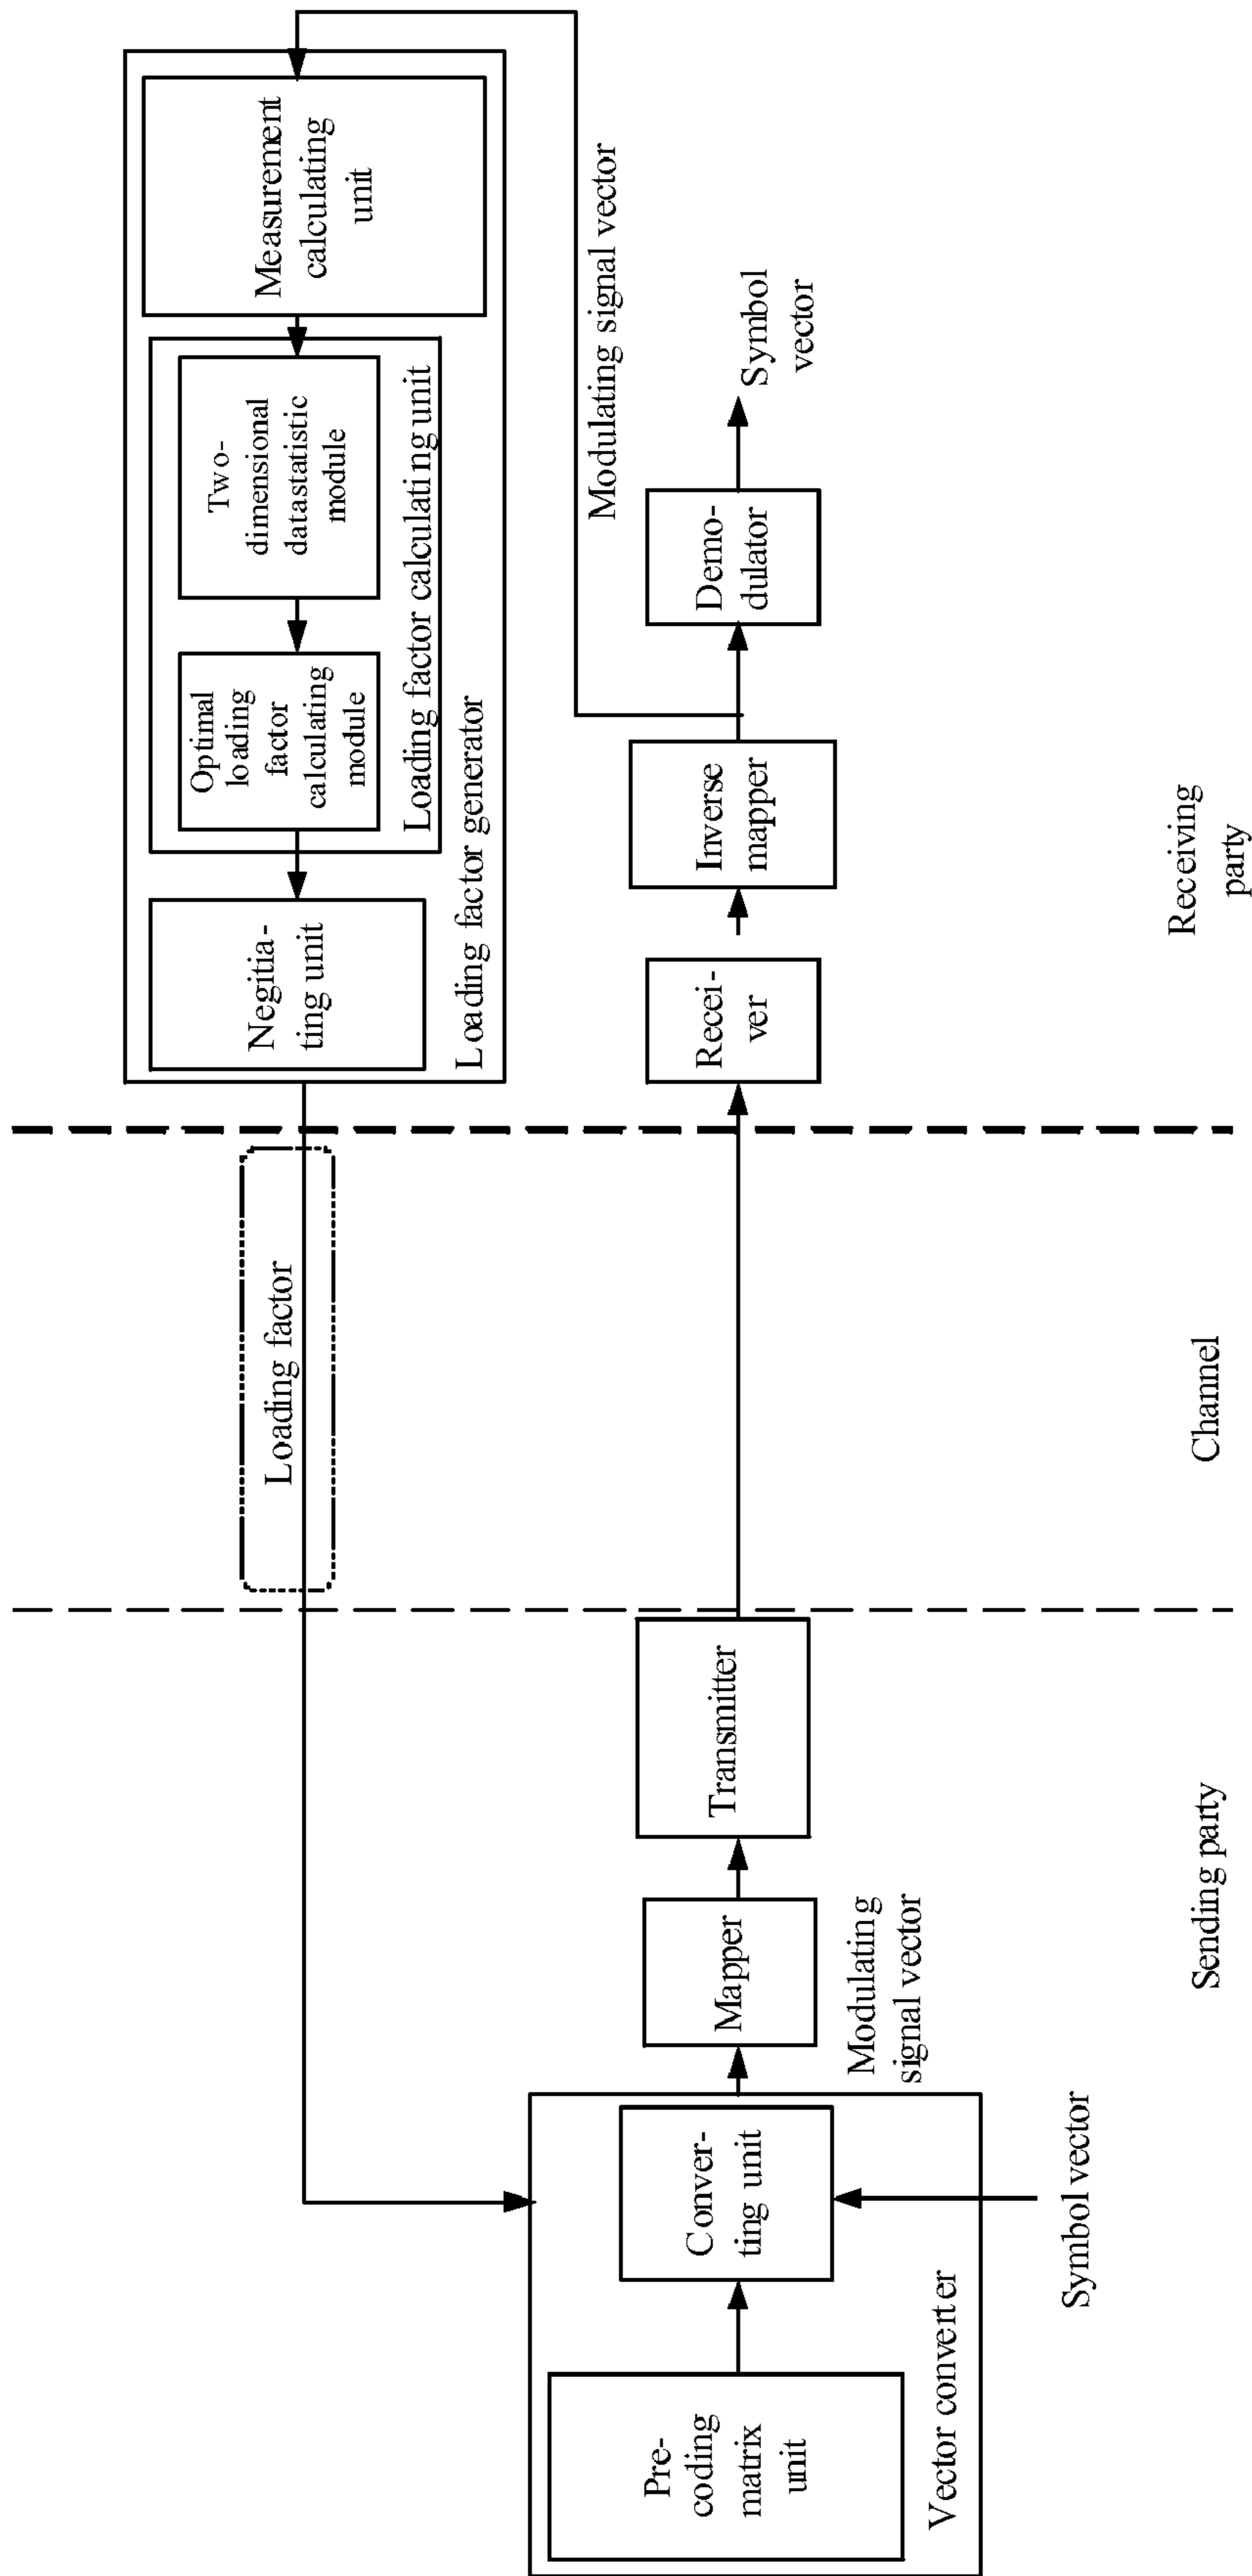 Loading factor
Negitia-
ting unit
Optimal
loading
factor
calculating
module
Two-
dimensional
datastatistic
module
Measurement
calculating
unit
Loading factor calculating unit
Loading factor generator
Modulating signal vector
Pre-
coding
matrix
unit
Conver-
ting unit
Vector converter
Symbol vector
Mapper
Modulating
signal vector
Transmitter
Recei-
ver
Inverse
mapper
Demo-
dulator
Symbol
vector
Sending party
Channel
Receiving
party